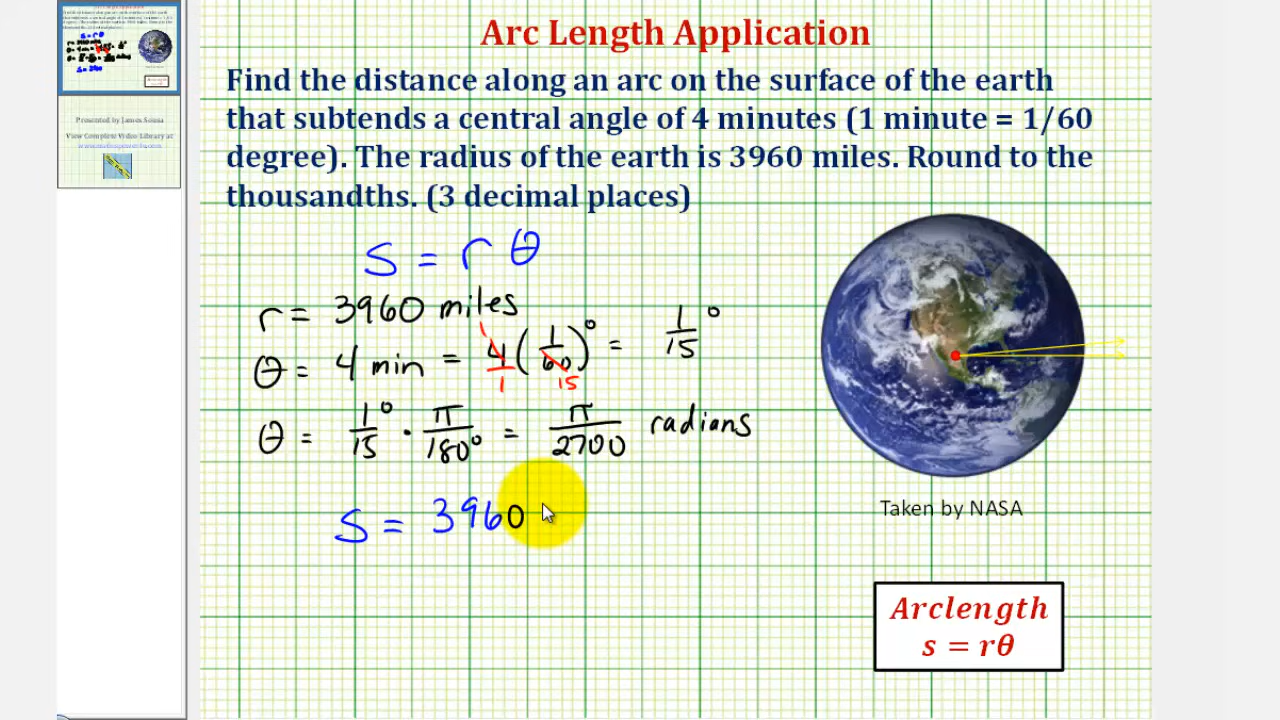 Arc Length Application
Find the distance along an arc on the surface of the earth
that subtends a central angle of 4 minutes (1 minute = 1/60
degree). The radius of the earth is 3960 miles. Round to the
thousandths. (3 decimal places)
s = r θ
r = 3960 miles
θ = 4 min = 4/1 (1/60)° = 1/15°
1 1 15
θ = 1/15° · π/180° = π/2700 radians
s = 3960
Taken by NASA
Arclength
s = rθ
Presented by James Sousa
View Complete Video Library at